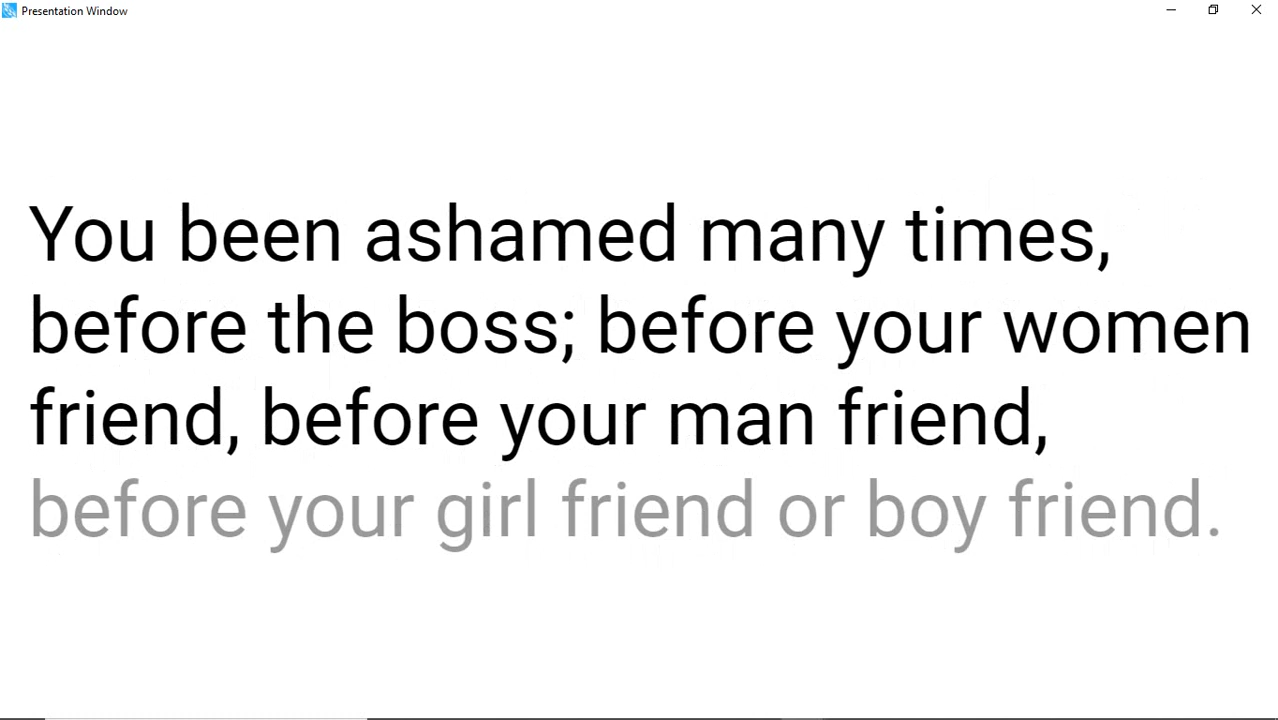 Presentation Window
You been ashamed many times,
before the boss; before your women
friend, before your man friend,
before your girl friend or boy friend.